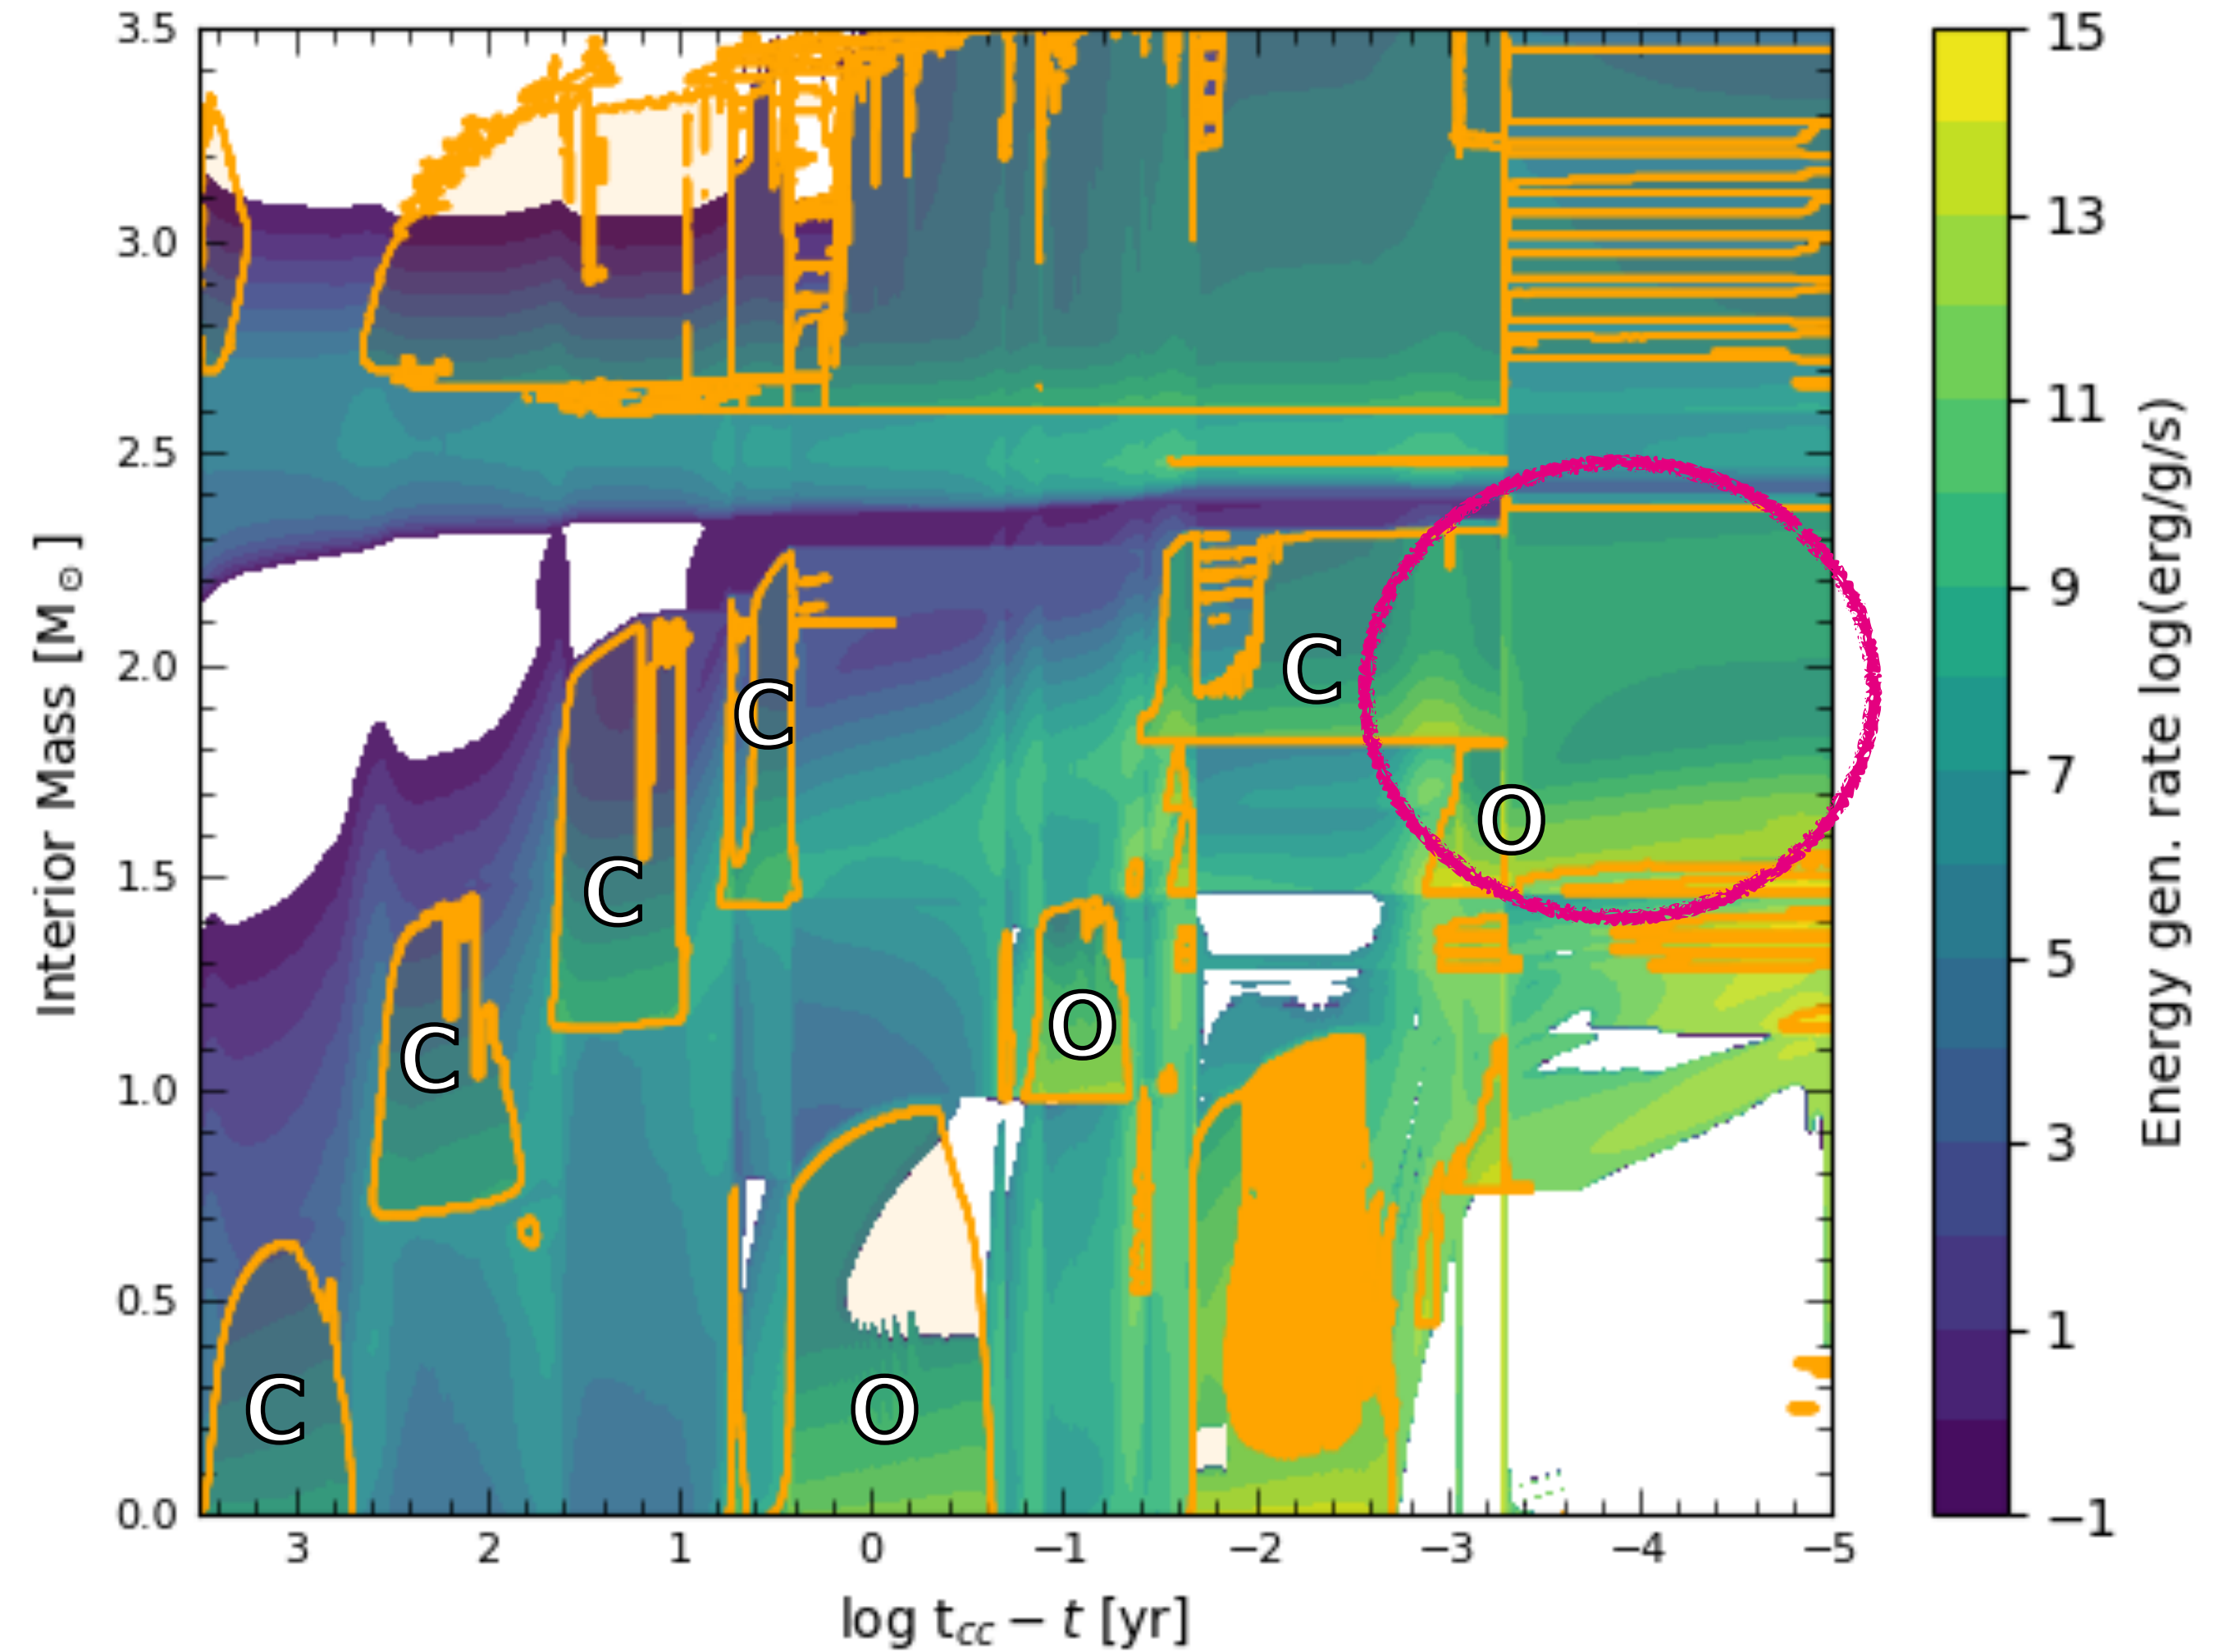 3.5
3.0
2.5
2.0
1.5
1.0
0.5
0.0
Interior Mass [M⊙]
C
C
C
C
C
O
O
O
3
2
1
0
−1
−2
−3
−4
−5
log t_cc − t [yr]
15
13
11
9
7
5
3
1
−1
Energy gen. rate log(erg/g/s)